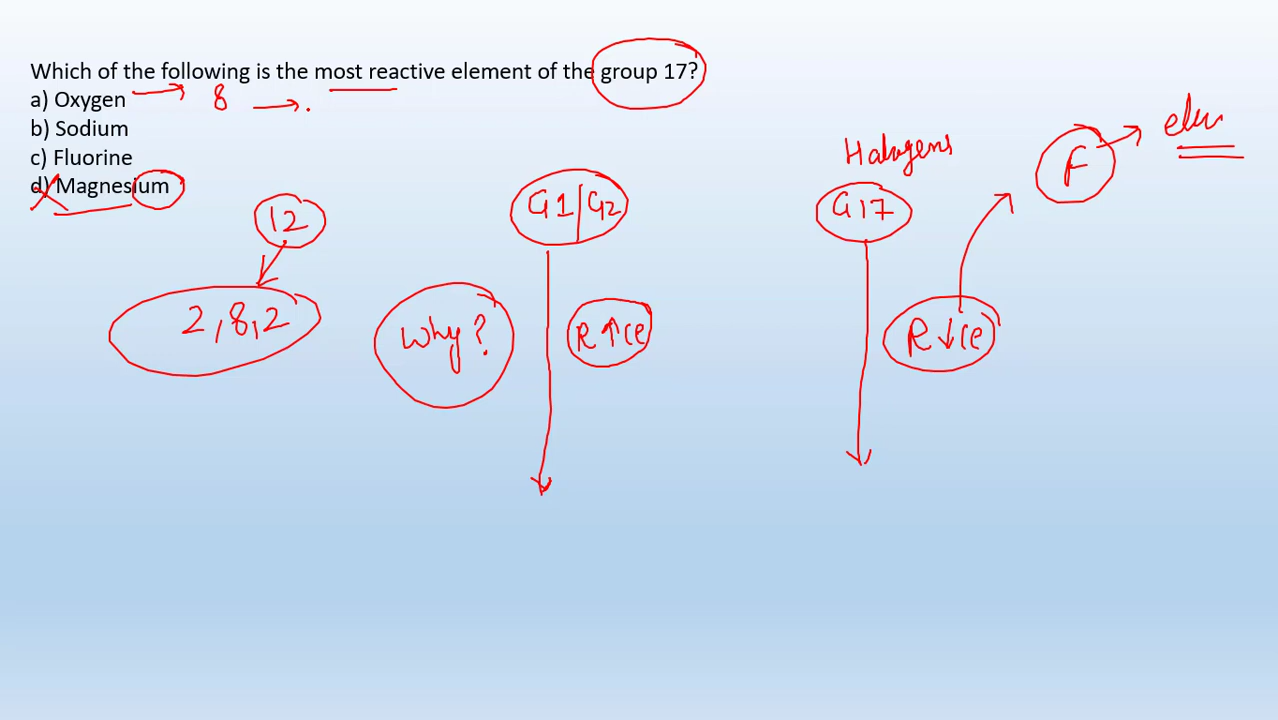 Which of the following is the most reactive element of the group 17?
a) Oxygen → 8 → .
b) Sodium
c) Fluorine
d) Magnesium
12
2,8,2
Why?
G1/G2
R↑ce
Halogens
G17
R↓ce
F →